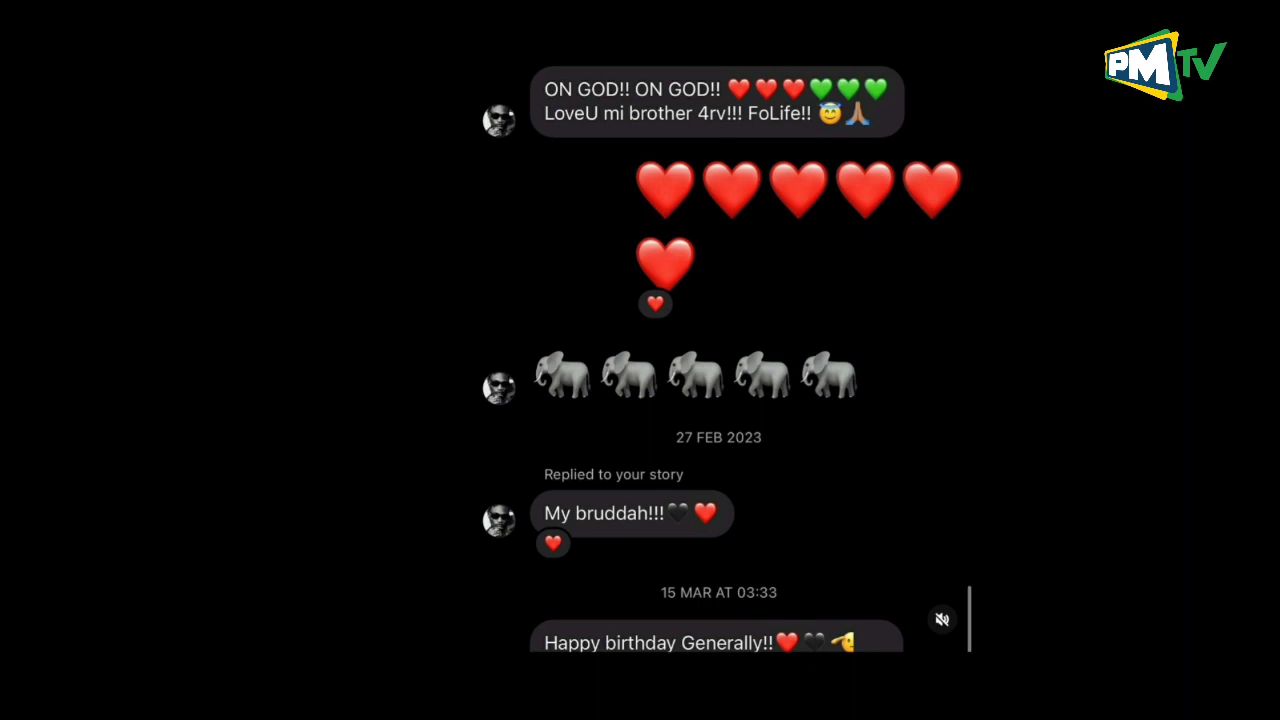 PMTV
ON GOD!! ON GOD!! ❤️❤️❤️💚💚💚
LoveU mi brother 4rv!!! FoLife!! 😇🙏🏽
❤️❤️❤️❤️❤️
❤️
❤️
🐘🐘🐘🐘🐘
27 FEB 2023
Replied to your story
My bruddah!!!🖤❤️
❤️
15 MAR AT 03:33
Happy birthday Generally!!❤️🖤🫡